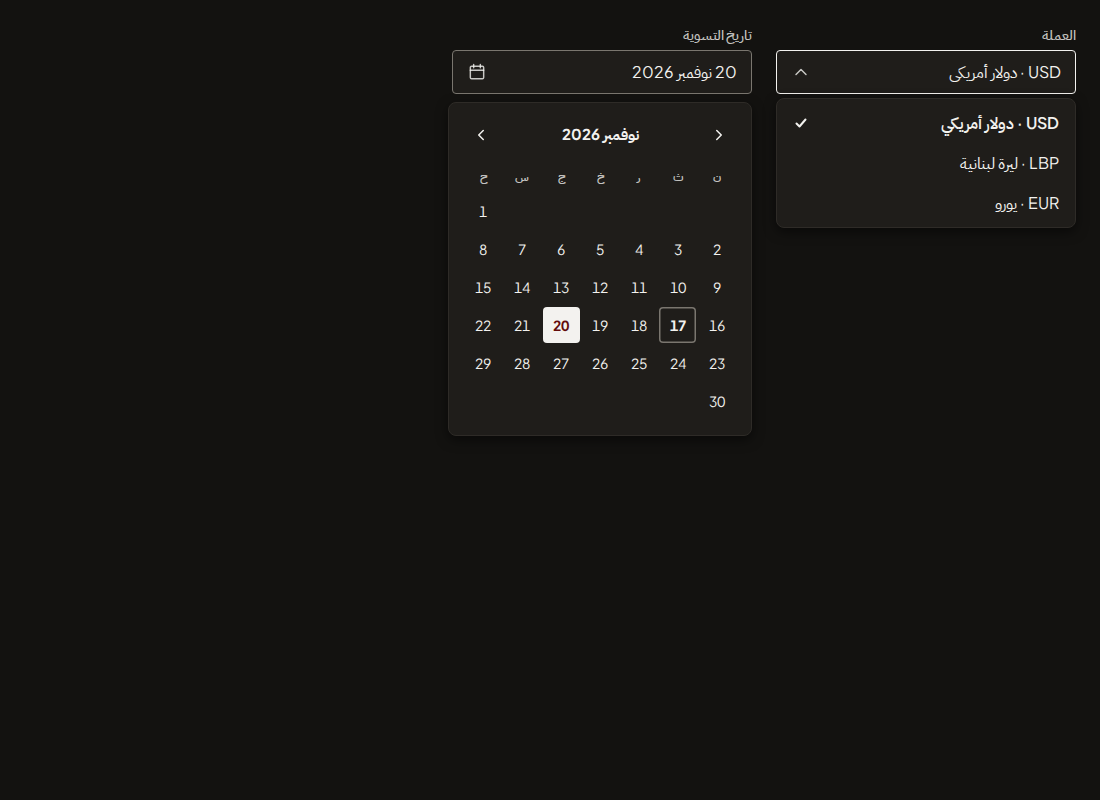 العملة
USD · دولار أمريكي
USD · دولار أمريكي
LBP · ليرة لبنانية
EUR · يورو
تاريخ التسوية
20 نوفمبر 2026
نوفمبر 2026
ن ث ر خ ج س ح
1
2 3 4 5 6 7 8
9 10 11 12 13 14 15
16 17 18 19 20 21 22
23 24 25 26 27 28 29
30